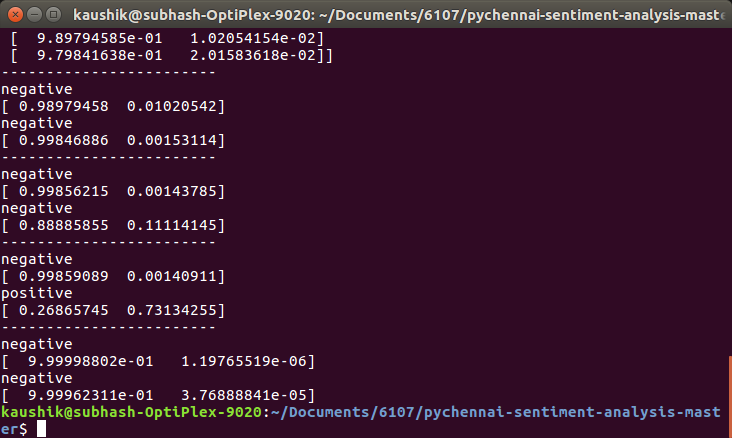 kaushik@subhash-OptiPlex-9020: ~/Documents/6107/pychennai-sentiment-analysis-maste
[  9.89794585e-01   1.02054154e-02]
[  9.79841638e-01   2.01583618e-02]]
------------------------
negative
[ 0.98979458  0.01020542]
negative
[ 0.99846886  0.00153114]
------------------------
negative
[ 0.99856215  0.00143785]
negative
[ 0.88885855  0.11114145]
------------------------
negative
[ 0.99859089  0.00140911]
positive
[ 0.26865745  0.73134255]
------------------------
negative
[  9.99998802e-01   1.19765519e-06]
negative
[  9.99962311e-01   3.76888841e-05]
kaushik@subhash-OptiPlex-9020:~/Documents/6107/pychennai-sentiment-analysis-mast
er$